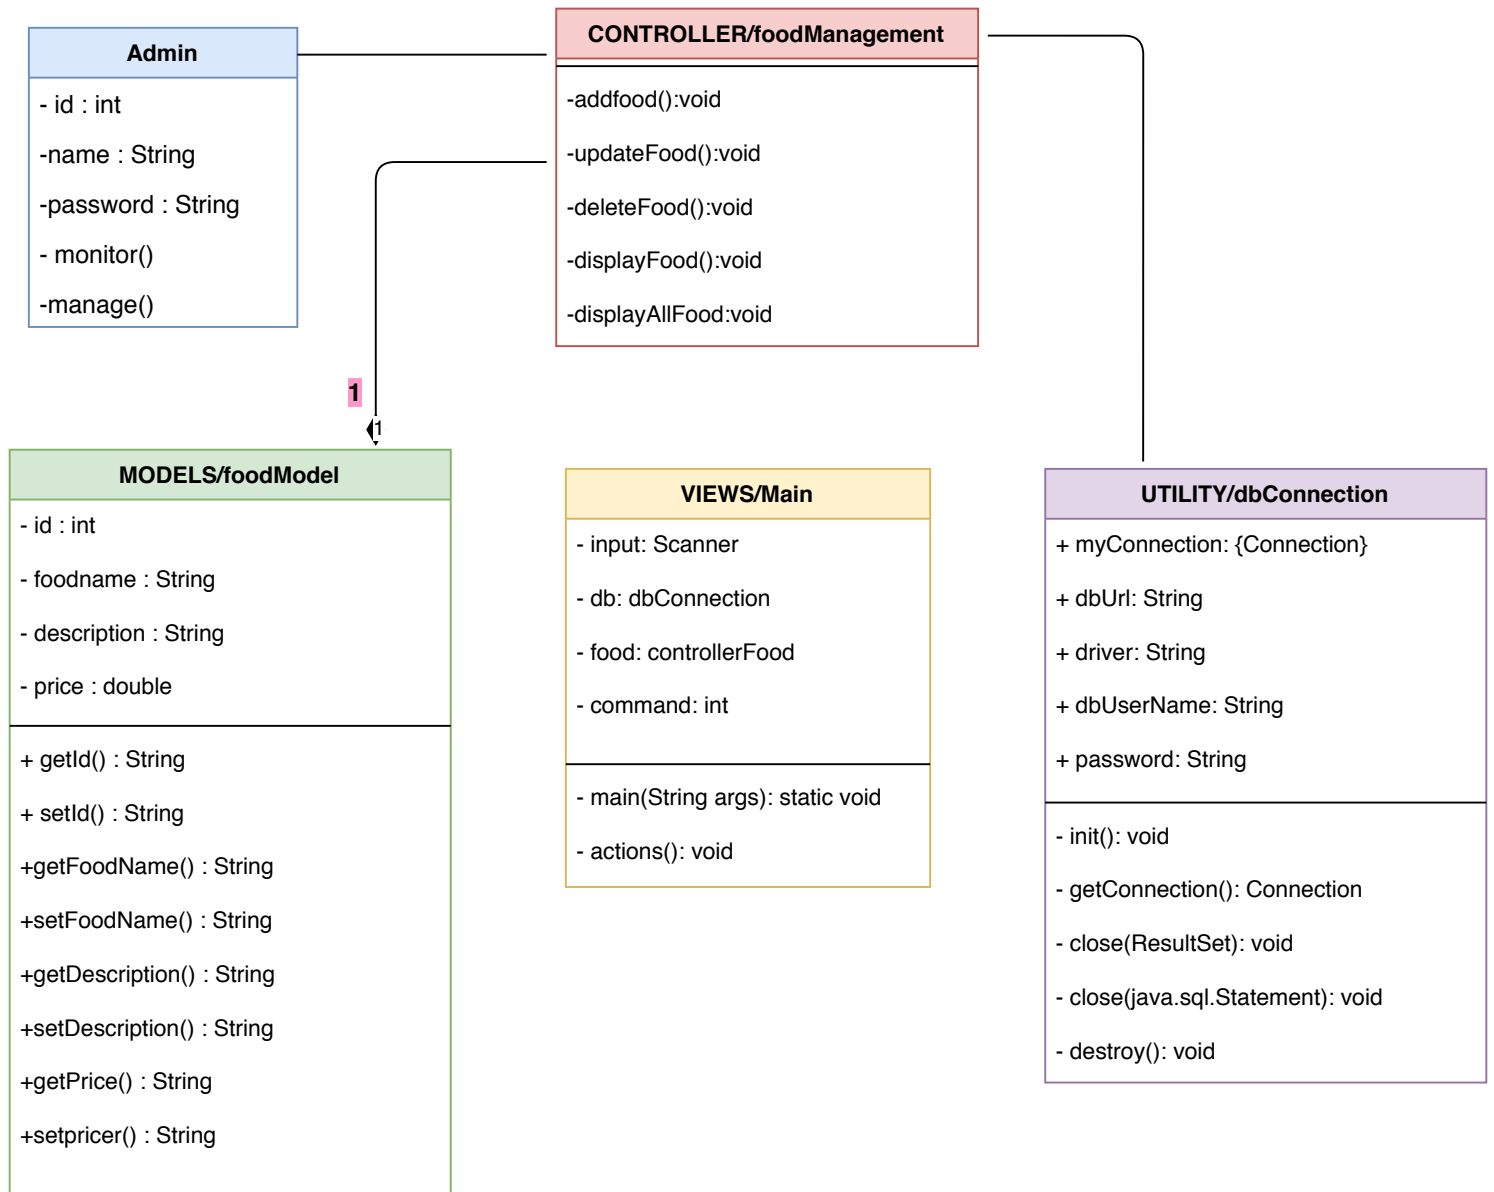 Admin
- id : int
-name : String
-password : String
- monitor()
-manage()
CONTROLLER/foodManagement
-addfood():void
-updateFood():void
-deleteFood():void
-displayFood():void
-displayAllFood:void
1
1
MODELS/foodModel
- id : int
- foodname : String
- description : String
- price : double
+ getId() : String
+ setId() : String
+getFoodName() : String
+setFoodName() : String
+getDescription() : String
+setDescription() : String
+getPrice() : String
+setpricer() : String
VIEWS/Main
- input: Scanner
- db: dbConnection
- food: controllerFood
- command: int
- main(String args): static void
- actions(): void
UTILITY/dbConnection
+ myConnection: {Connection}
+ dbUrl: String
+ driver: String
+ dbUserName: String
+ password: String
- init(): void
- getConnection(): Connection
- close(ResultSet): void
- close(java.sql.Statement): void
- destroy(): void